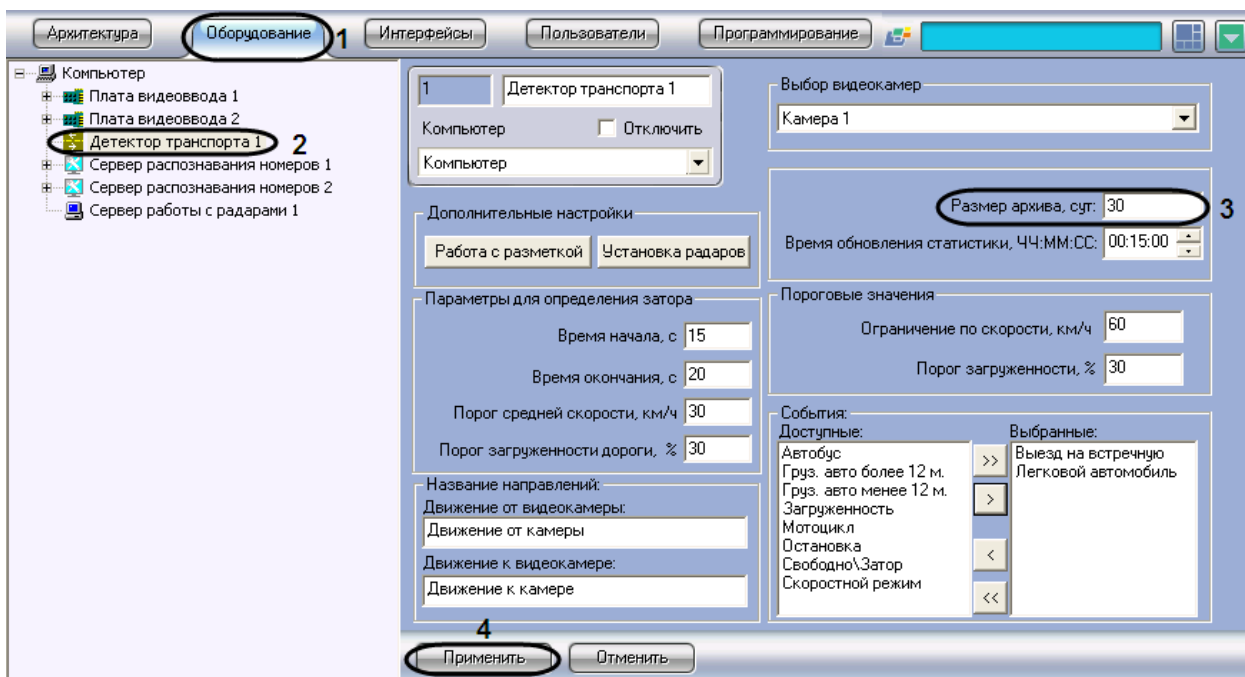 Архитектура
Оборудование
1
Интерфейсы
Пользователи
Программирование
Компьютер
Плата видеоввода 1
Плата видеоввода 2
Детектор транспорта 1
2
Сервер распознавания номеров 1
Сервер распознавания номеров 2
Сервер работы с радарами 1
1
Детектор транспорта 1
Компьютер
Отключить
Компьютер
Дополнительные настройки
Работа с разметкой
Установка радаров
Параметры для определения затора
Время начала, с 15
Время окончания, с 20
Порог средней скорости, км/ч 30
Порог загруженности дороги, % 30
Название направлений:
Движение от видеокамеры:
Движение от камеры
Движение к видеокамере:
Движение к камере
Выбор видеокамер
Камера 1
Размер архива, сут: 30
3
Время обновления статистики, ЧЧ:ММ:СС: 00:15:00
Пороговые значения
Ограничение по скорости, км/ч 60
Порог загруженности, % 30
События:
Доступные:
Автобус
Груз. авто более 12 м.
Груз. авто менее 12 м.
Загруженность
Мотоцикл
Остановка
Свободно\Затор
Скоростной режим
>>
>
<
<<
Выбранные:
Выезд на встречную
Легковой автомобиль
4
Применить
Отменить